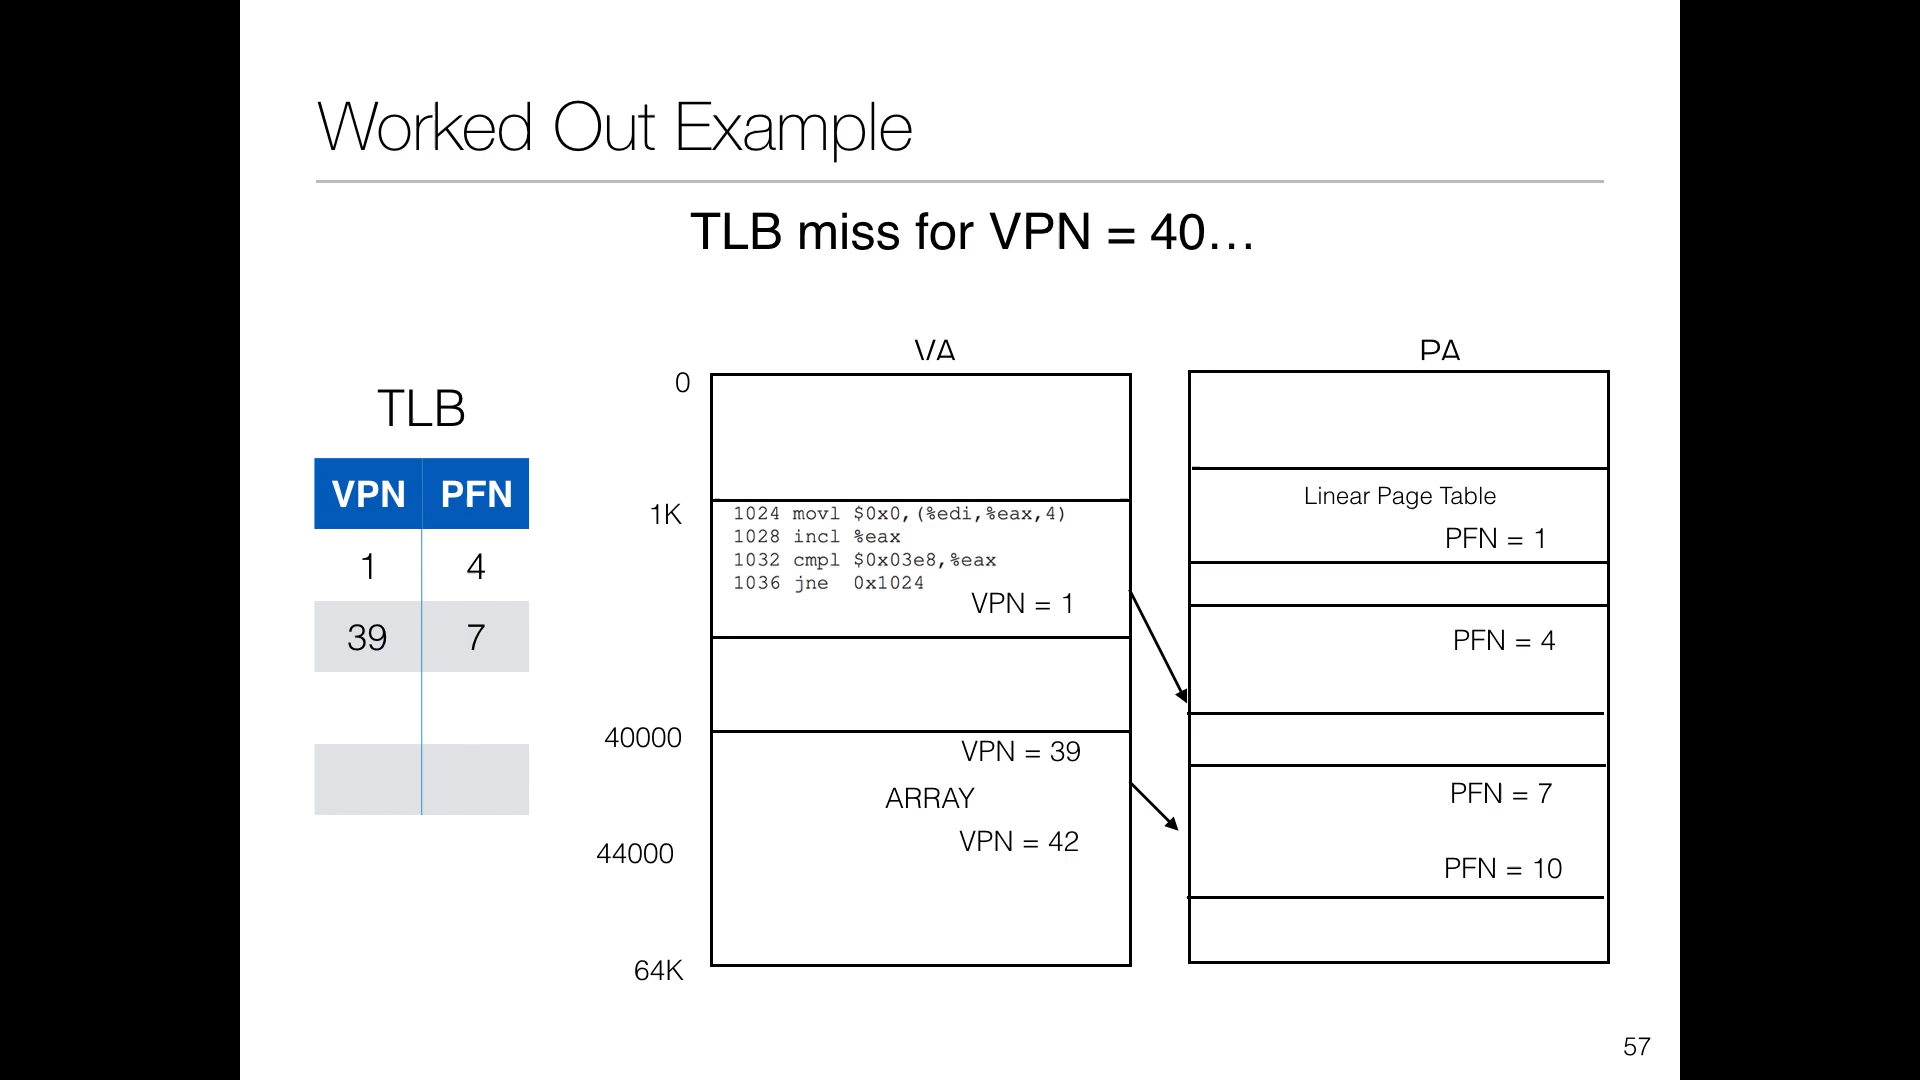 Worked Out Example
TLB miss for VPN = 40…
TLB
VPN PFN
1 4
39 7
VA
0
1K
1024 movl $0x0,(%edi,%eax,4)
1028 incl %eax
1032 cmpl $0x03e8,%eax
1036 jne 0x1024
VPN = 1
40000
VPN = 39
ARRAY
VPN = 42
44000
64K
PA
Linear Page Table
PFN = 1
PFN = 4
PFN = 7
PFN = 10
57